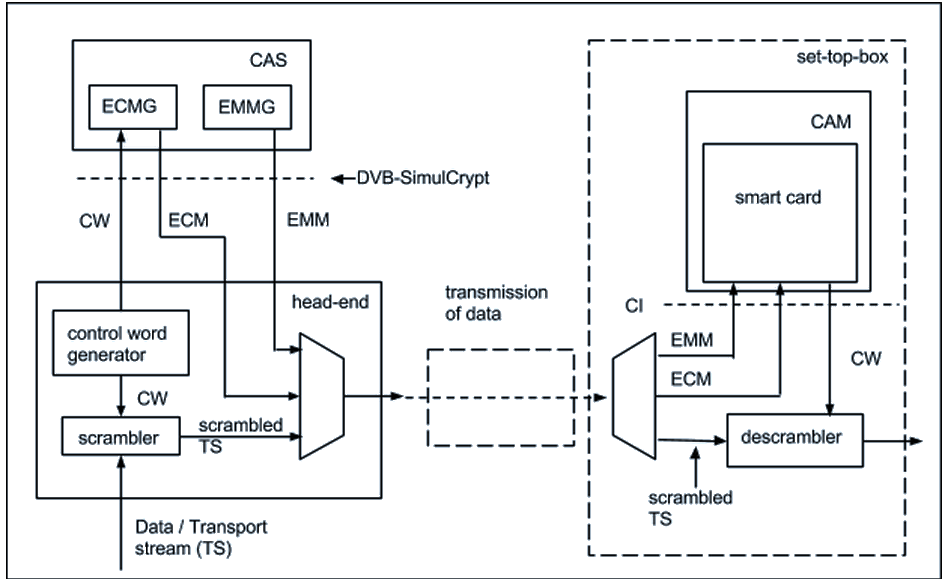 CAS
ECMG
EMMG
DVB-SimulCrypt
CW
ECM
EMM
head-end
control word
generator
CW
scrambler
scrambled
TS
Data / Transport
stream (TS)
transmission
of data
set-top-box
CAM
smart card
CI
EMM
ECM
CW
descrambler
scrambled
TS